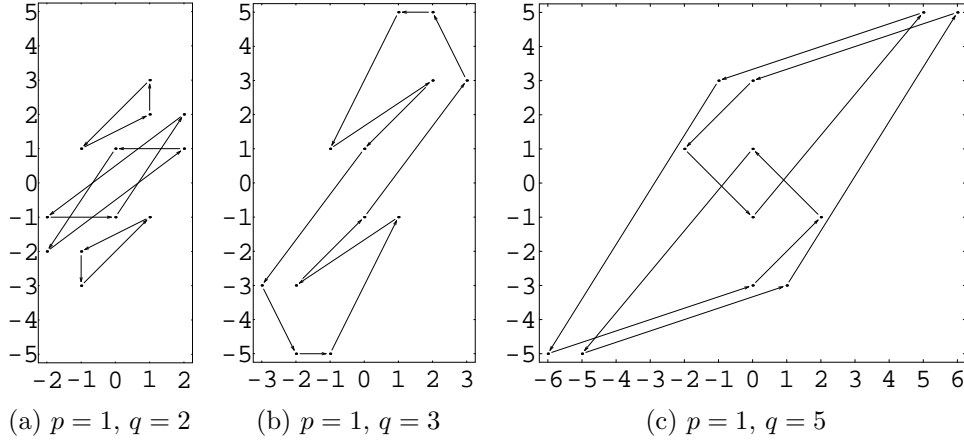 5 5 5
4 4 4
3 3 3
2 2 2
1 1 1
0 0 0
-1 -1 -1
-2 -2 -2
-3 -3 -3
-4 -4 -4
-5 -5 -5
-2 -1 0 1 2 -3 -2 -1 0 1 2 3 -6 -5 -4 -3 -2 -1 0 1 2 3 4 5 6
(a) p = 1, q = 2 (b) p = 1, q = 3 (c) p = 1, q = 5